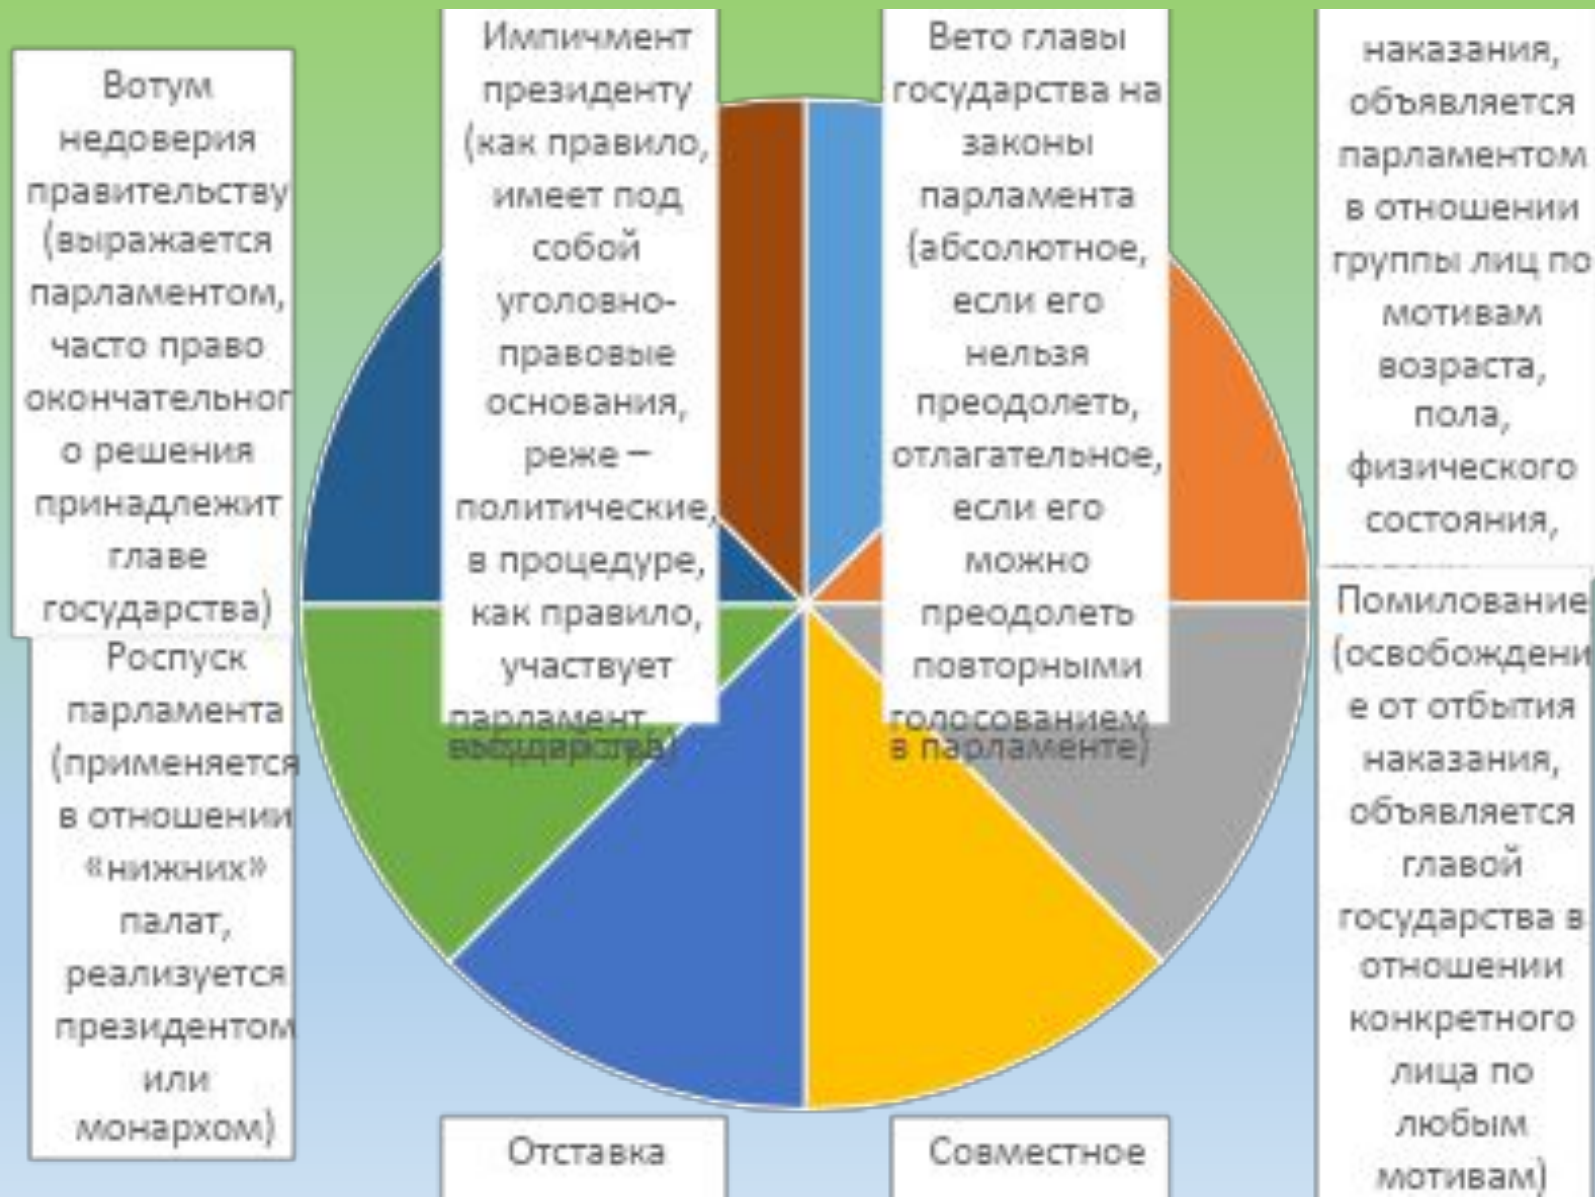 Вотум
недоверия
правительству
(выражается
парламентом,
часто право
окончательног
о решения
принадлежит
главе
государства)
Роспуск
парламента
(применяется
в отношении
«нижних»
палат,
реализуется
президентом
или
монархом)
Импичмент
президенту
(как правило,
имеет под
собой
уголовно-
правовые
основания,
реже –
политические,
в процедуре,
как правило,
участвует
парламент
Отставка
Вето главы
государства на
законы
парламента
(абсолютное,
если его
нельзя
преодолеть,
отлагательное,
если его
можно
преодолеть
повторными
голосованием
в парламенте)
Совместное
наказания,
объявляется
парламентом
в отношении
группы лиц по
мотивам
возраста,
пола,
физического
состояния,
Помилование
(освобождени
е от отбытия
наказания,
объявляется
главой
государства в
отношении
конкретного
лица по
любым
мотивам)